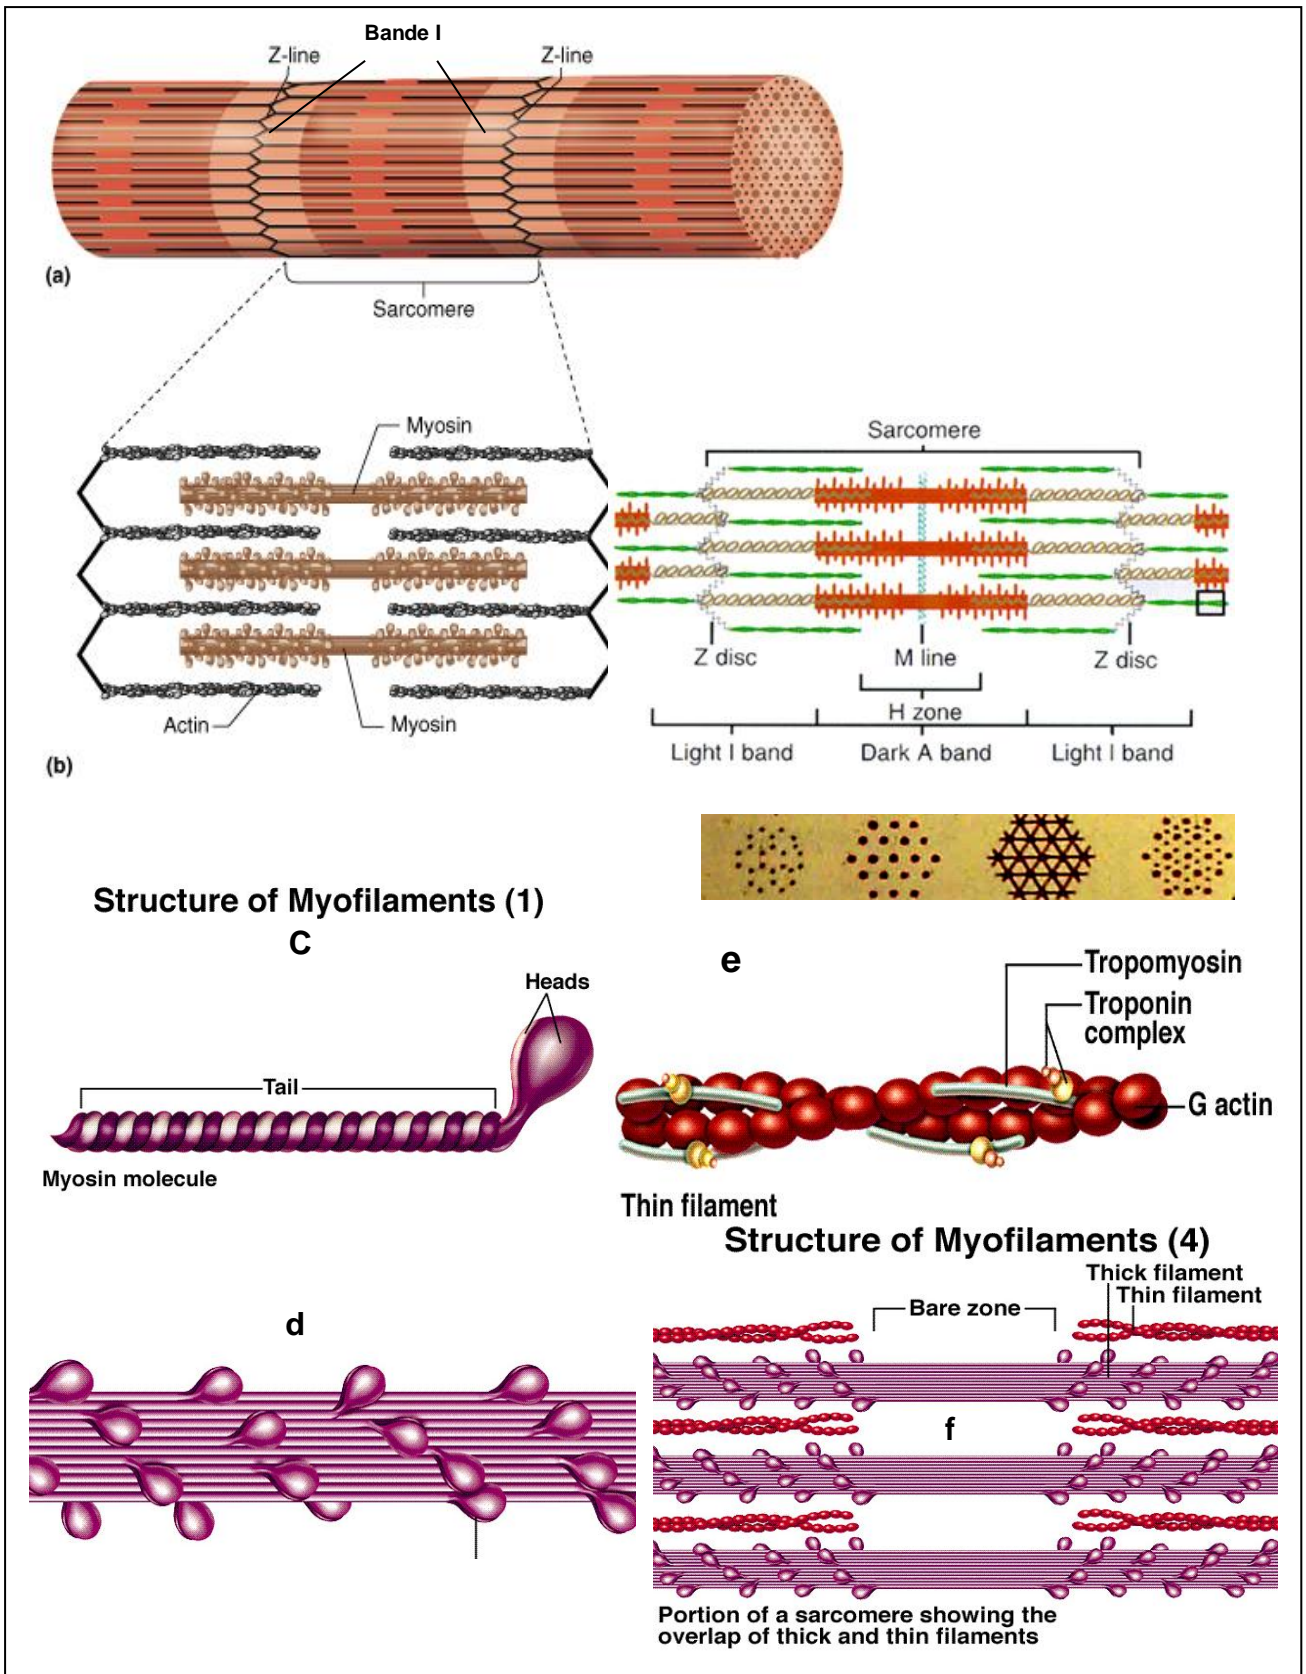 Bande I
Z-line
Z-line
(a)
Sarcomere
Myosin
Actin
Myosin
(b)
Sarcomere
Z disc
M line
Z disc
H zone
Light I band
Dark A band
Light I band
Structure of Myofilaments (1)
C
Heads
Tail
Myosin molecule
e
Tropomyosin
Troponin
complex
G actin
Thin filament
Structure of Myofilaments (4)
d
Thick filament
Thin filament
Bare zone
f
Portion of a sarcomere showing the
overlap of thick and thin filaments